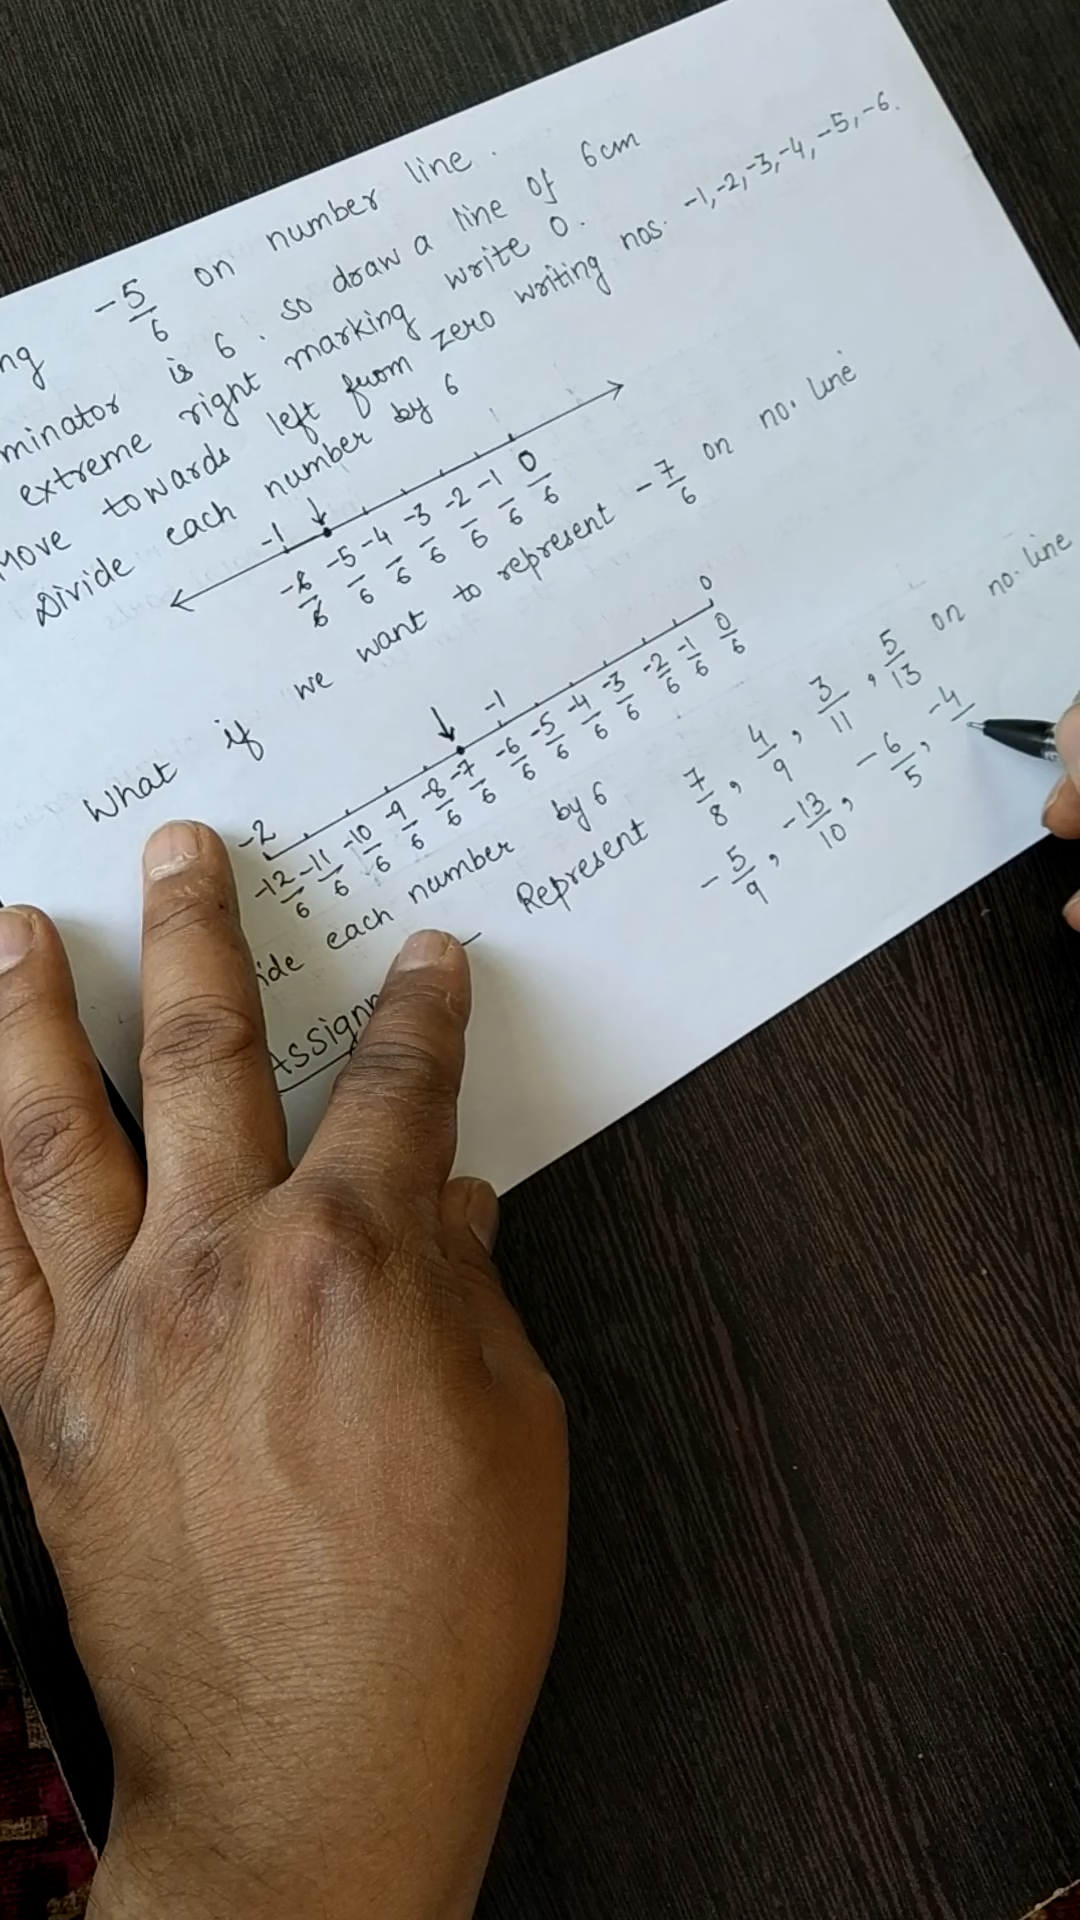 ng -5/6 on number line.
minator is 6. so draw a line of 6cm
extreme right marking write 0.
Move towards left from zero writing nos. -1,-2,-3,-4,-5,-6.
Divide each number by 6
-1
-6/6 -5/6 -4/6 -3/6 -2/6 -1/6 0/6
What if we want to represent -7/6 on no. line
-2 -1 0
-12/6 -11/6 -10/6 -9/6 -8/6 -7/6 -6/6 -5/6 -4/6 -3/6 -2/6 -1/6 0/6
ide each number by 6
Assignm Represent 7/8, 4/9, 3/11, 5/13 on no. line
-5/9, -13/10, -6/5, -4/